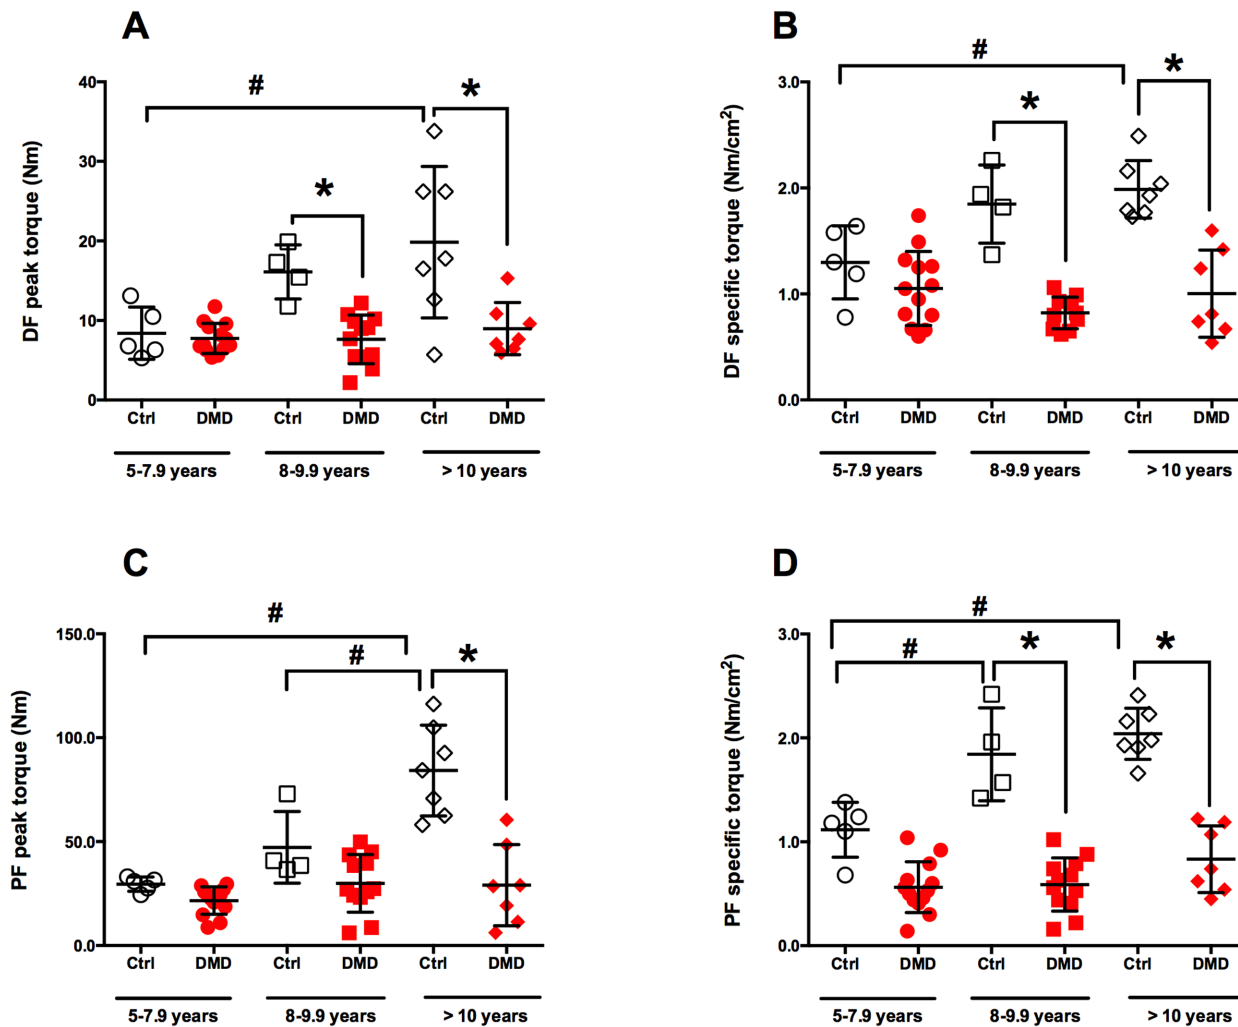 A
DF peak torque (Nm)
40
30
20
10
0
#
*
*
Ctrl DMD Ctrl DMD Ctrl DMD
5-7.9 years 8-9.9 years > 10 years
B
DF specific torque (Nm/cm²)
3.0
2.0
1.0
0.0
#
*
*
Ctrl DMD Ctrl DMD Ctrl DMD
5-7.9 years 8-9.9 years > 10 years
C
PF peak torque (Nm)
150.0
100.0
50.0
0.0
#
#
*
Ctrl DMD Ctrl DMD Ctrl DMD
5-7.9 years 8-9.9 years > 10 years
D
PF specific torque (Nm/cm²)
3.0
2.0
1.0
0.0
#
# * *
Ctrl DMD Ctrl DMD Ctrl DMD
5-7.9 years 8-9.9 years > 10 years